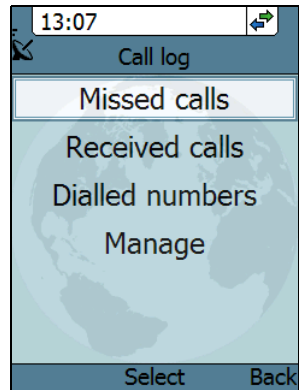 13:07
Call log
Missed calls
Received calls
Dialled numbers
Manage
Select Back